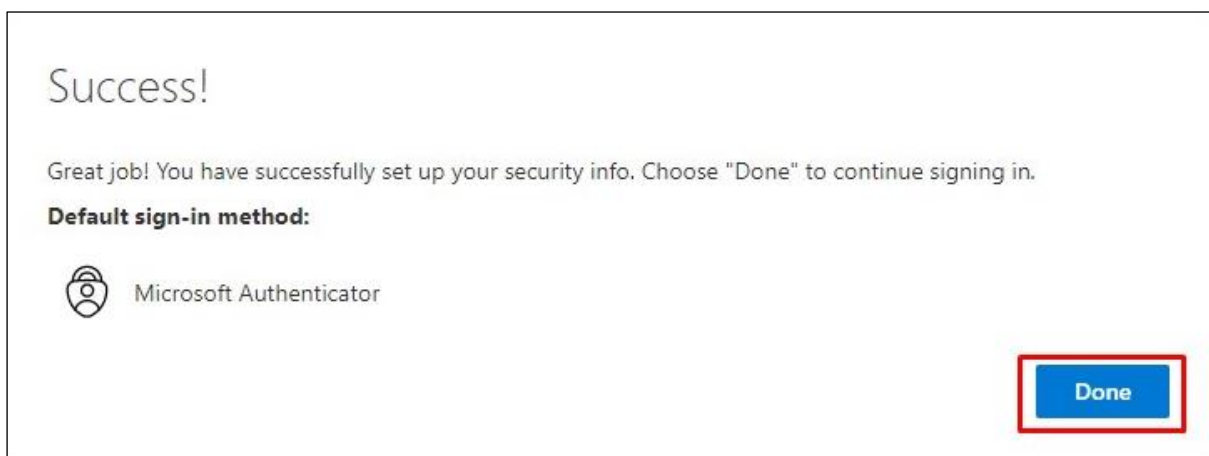 Success!
Great job! You have successfully set up your security info. Choose "Done" to continue signing in.
Default sign-in method:
Microsoft Authenticator
Done